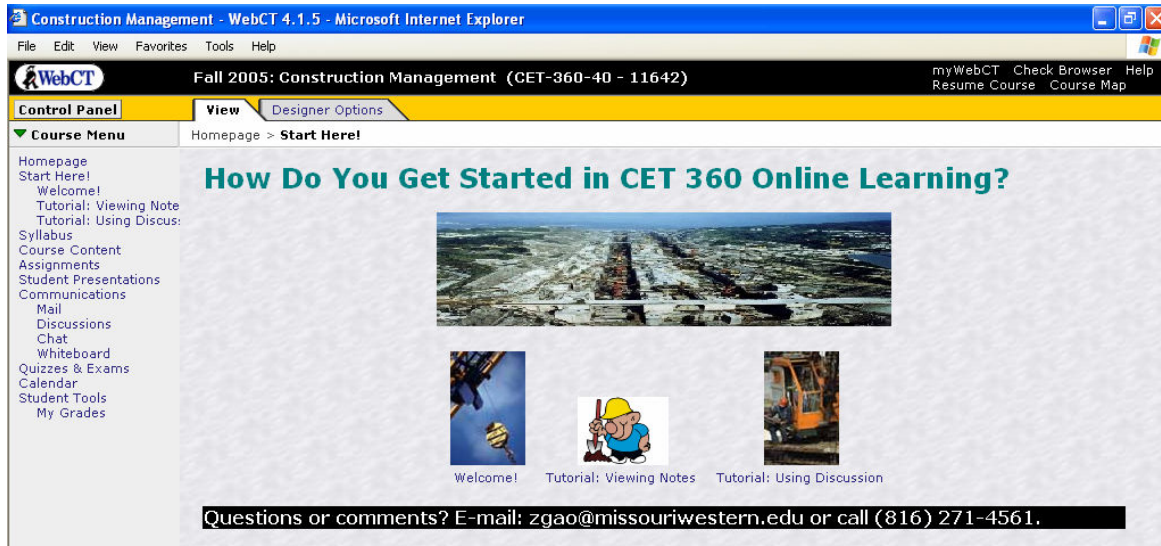 Construction Management - WebCT 4.1.5 - Microsoft Internet Explorer
File Edit View Favorites Tools Help
WebCT
Fall 2005: Construction Management (CET-360-40 - 11642)
myWebCT Check Browser Help
Resume Course Course Map
Control Panel
View Designer Options
Course Menu
Homepage > Start Here!
Homepage
Start Here!
Welcome!
Tutorial: Viewing Note
Tutorial: Using Discus
Syllabus
Course Content
Assignments
Student Presentations
Communications
Mail
Discussions
Chat
Whiteboard
Quizzes & Exams
Calendar
Student Tools
My Grades
How Do You Get Started in CET 360 Online Learning?
Welcome! Tutorial: Viewing Notes Tutorial: Using Discussion
Questions or comments? E-mail: zgao@missouriwestern.edu or call (816) 271-4561.